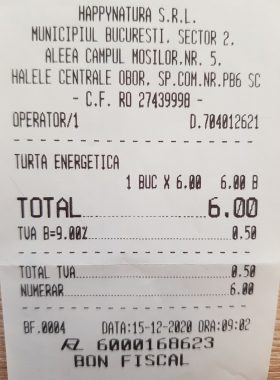 HAPPYNATURA S.R.L.
MUNICIPIUL BUCURESTI, SECTOR 2,
ALEEA CAMPUL MOSILOR,NR. 5,
HALELE CENTRALE OBOR, SP.COM.NR.PB6 SC
- C.F. RO 27439998 -
OPERATOR/1 D.704012621
TURTA ENERGETICA
1 BUC X 6.00 6.00 B
TOTAL 6.00
TVA B=9.00% 0.50
TOTAL TVA 0.50
NUMERAR 6.00
BF.0004 DATA:15-12-2020 ORA:09:02
6000168623
BON FISCAL